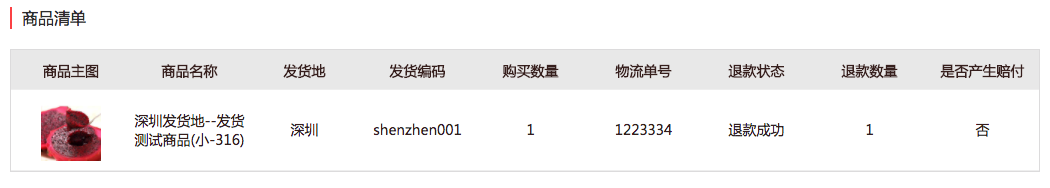 商品清单
商品主图 商品名称 发货地 发货编码 购买数量 物流单号 退款状态 退款数量 是否产生赔付
深圳发货地--发货
测试商品(小-316) 深圳 shenzhen001 1 1223334 退款成功 1 否